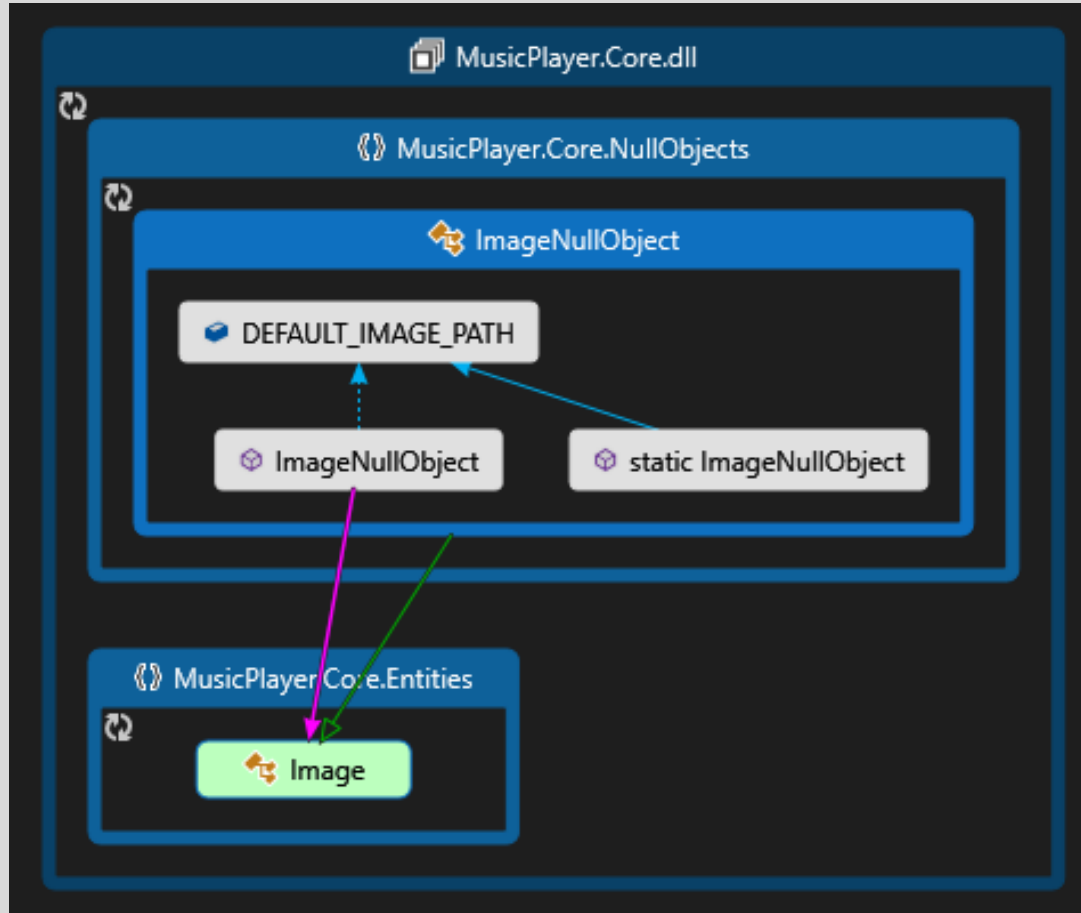 MusicPlayer.Core.dll
MusicPlayer.Core.NullObjects
ImageNullObject
DEFAULT_IMAGE_PATH
ImageNullObject
static ImageNullObject
MusicPlayer.Core.Entities
Image